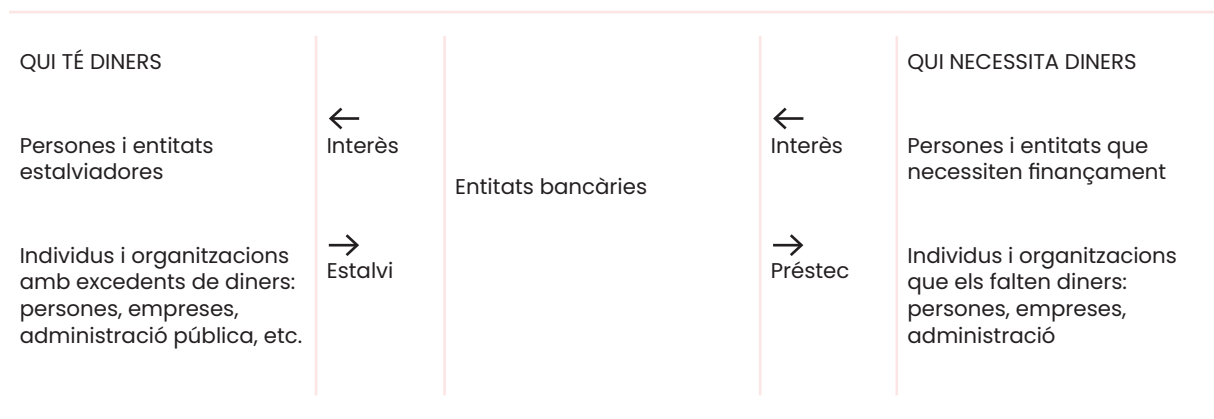 QUI TÉ DINERS
Persones i entitats
estalviadores
Individus i organitzacions
amb excedents de diners:
persones, empreses,
administració pública, etc.
←
Interès
→
Estalvi
Entitats bancàries
←
Interès
→
Préstec
QUI NECESSITA DINERS
Persones i entitats que
necessiten finançament
Individus i organitzacions
que els falten diners:
persones, empreses,
administració